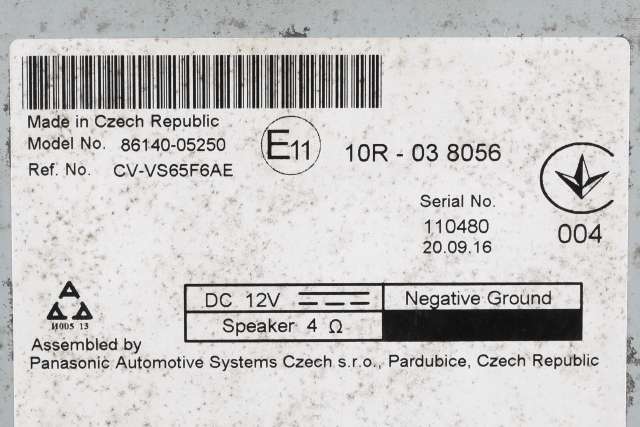 Made in Czech Republic
Model No. 86140-05250
Ref. No. CV-VS65F6AE
E11
10R - 03 8056
Serial No.
110480
20.09.16
004
И005 13
DC 12V
Negative Ground
Speaker 4 Ω
Assembled by
Panasonic Automotive Systems Czech s.r.o., Pardubice, Czech Republic